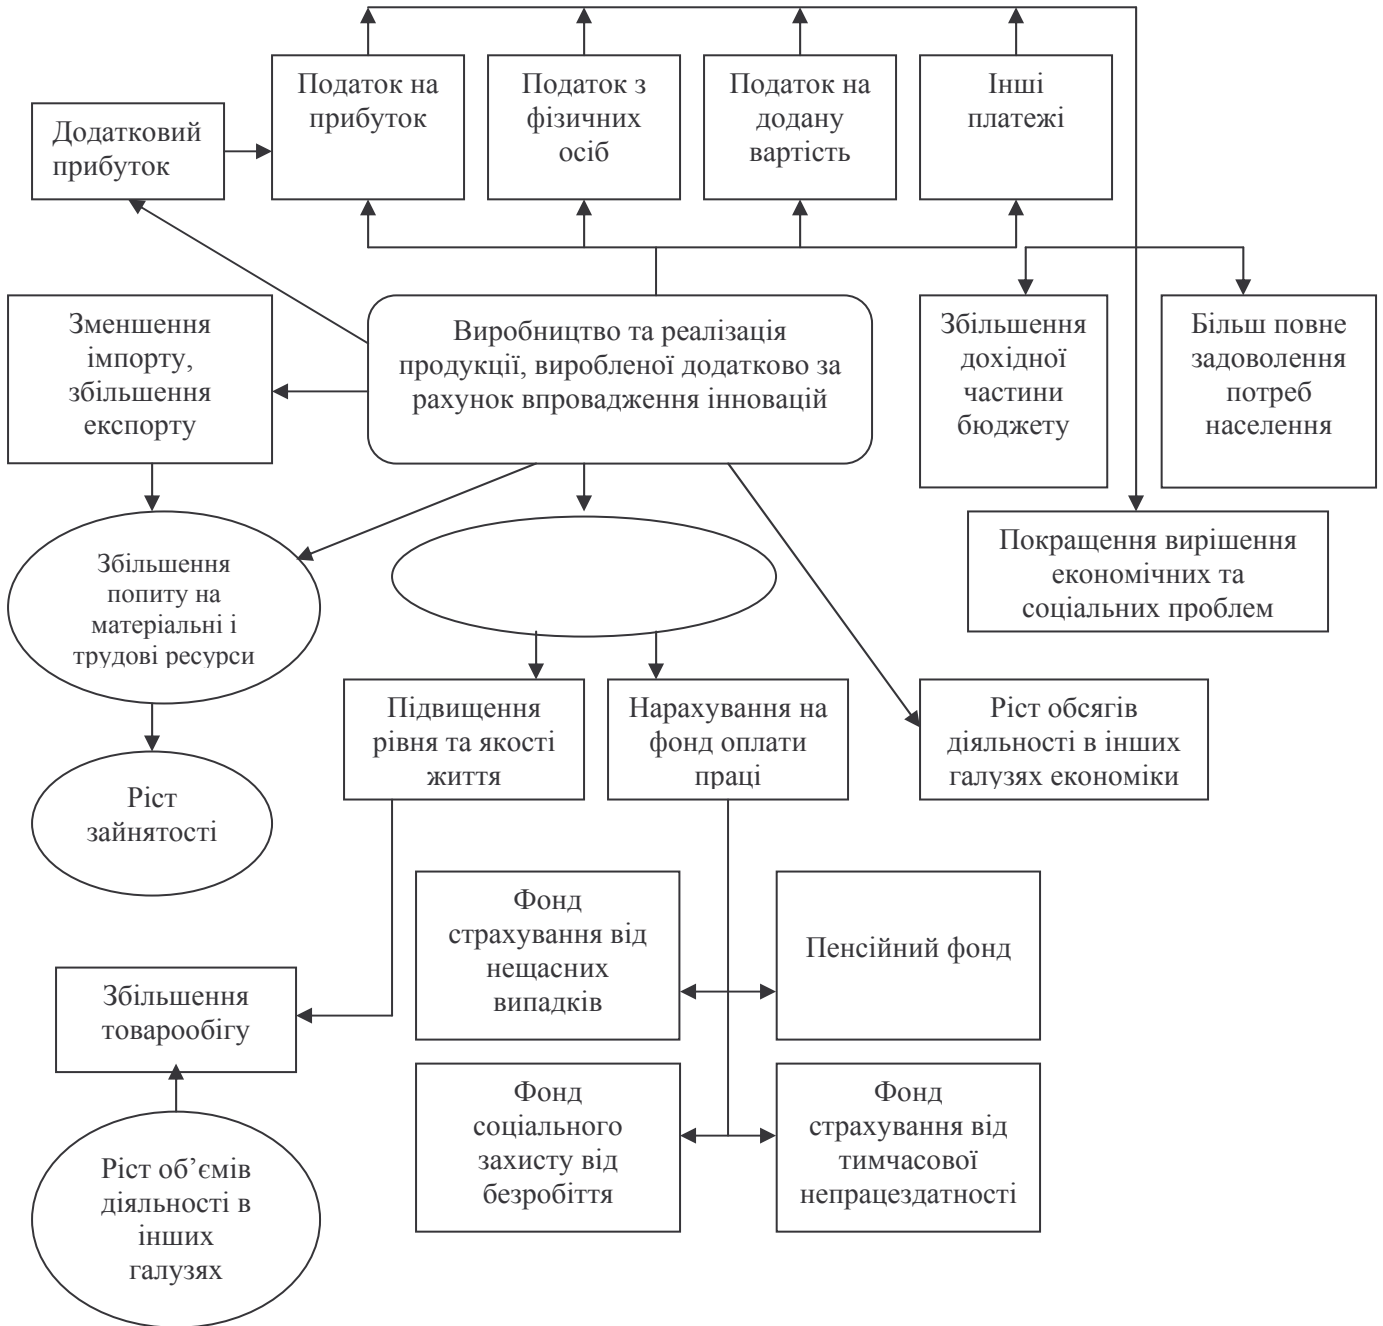 Податок на
прибуток
Податок з
фізичних
осіб
Податок на
додану
вартість
Інші
платежі
Додатковий
прибуток
Зменшення
імпорту,
збільшення
експорту
Виробництво та реалізація
продукції, виробленої додатково за
рахунок впровадження інновацій
Збільшення
дохідної
частини
бюджету
Більш повне
задоволення
потреб
населення
Збільшення
попиту на
матеріальні і
трудові ресурси
Покращення вирішення
економічних та
соціальних проблем
Підвищення
рівня та якості
життя
Нарахування на
фонд оплати
праці
Ріст обсягів
діяльності в інших
галузях економіки
Ріст
зайнятості
Фонд
страхування від
нещасних
випадків
Пенсійний фонд
Збільшення
товарообігу
Фонд
соціального
захисту від
безробіття
Фонд
страхування від
тимчасової
непрацездатності
Ріст об’ємів
діяльності в
інших
галузях